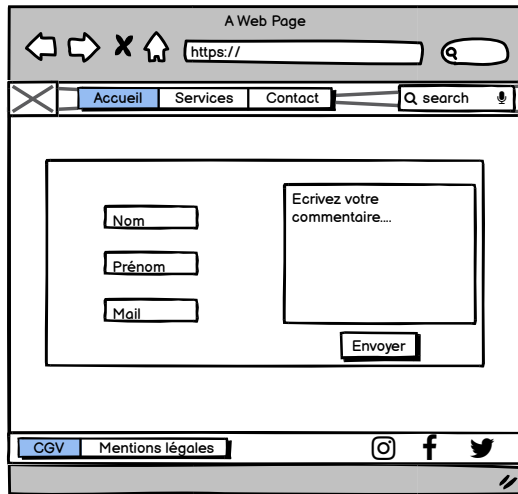 A Web Page
https://
Accueil Services Contact search
Nom
Prénom
Mail
Ecrivez votre
commentaire....
Envoyer
CGV Mentions légales